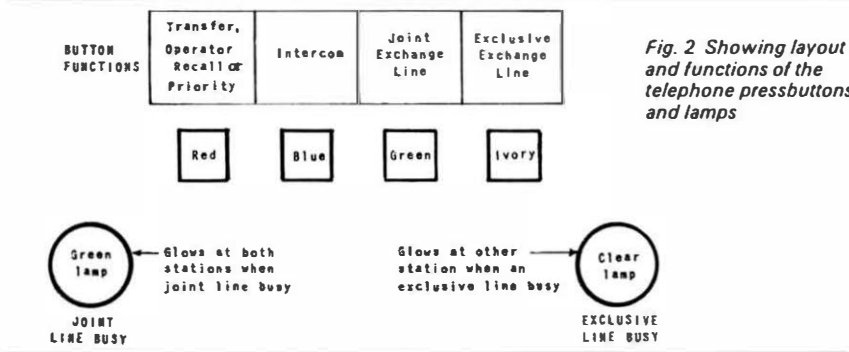 BUTTON
FUNCTIONS
Transfer,
Operator
Recall or
Priority
Intercom
Joint
Exchange
Line
Exclusive
Exchange
Line
Fig. 2 Showing layout
and functions of the
telephone pressbuttons
and lamps
Red
Blue
Green
Ivory
Green
lamp
Glows at both
stations when
joint line busy
JOINT
LINE BUSY
Glows at other
station when an
exclusive line busy
Clear
lamp
EXCLUSIVE
LINE BUSY